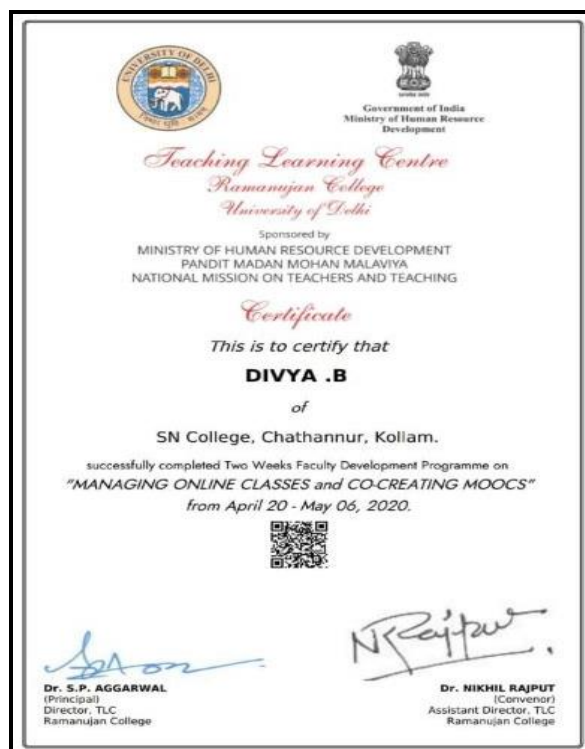 UNIVERSITY OF DELHI
Government of India
Ministry of Human Resource
Development
Teaching Learning Centre
Ramanujan College
University of Delhi
Sponsored by
MINISTRY OF HUMAN RESOURCE DEVELOPMENT
PANDIT MADAN MOHAN MALAVIYA
NATIONAL MISSION ON TEACHERS AND TEACHING
Certificate
This is to certify that
DIVYA .B
of
SN College, Chathannur, Kollam.
successfully completed Two Weeks Faculty Development Programme on
"MANAGING ONLINE CLASSES and CO-CREATING MOOCS"
from April 20 - May 06, 2020.
NRajput
Dr. S.P. AGGARWAL
(Principal)
Director, TLC
Ramanujan College
Dr. NIKHIL RAJPUT
(Convenor)
Assistant Director, TLC
Ramanujan College